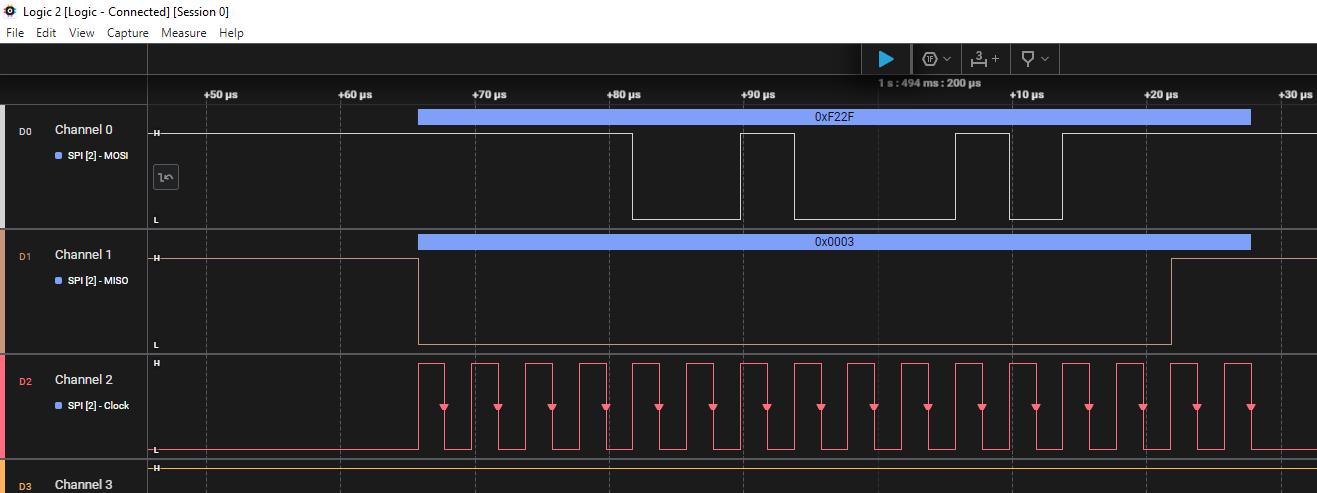 Logic 2 [Logic - Connected] [Session 0]
File Edit View Capture Measure Help
1F 3 +
1 s : 494 ms : 200 µs
+50 µs +60 µs +70 µs +80 µs +90 µs +10 µs +20 µs +30 µs
0xF22F
D0 Channel 0 H
SPI [2] - MOSI
L
0x0003
D1 Channel 1 H
SPI [2] - MISO
L
H
D2 Channel 2
SPI [2] - Clock
L
H
D3 Channel 3